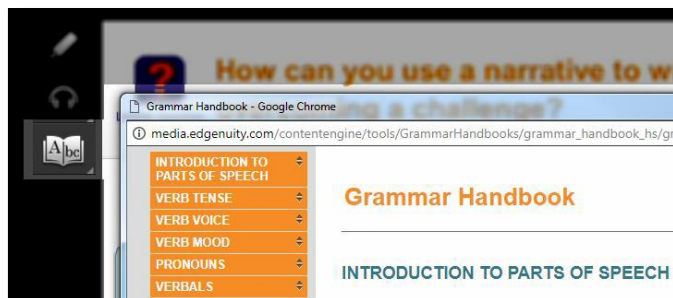 ?
How can you use a narrative to w
Grammar Handbook - Google Chrome
a challenge?
media.edgenuity.com/contentengine/tools/GrammarHandbooks/grammar_handbook_hs/gr
Abc
INTRODUCTION TO
PARTS OF SPEECH
VERB TENSE
VERB VOICE
VERB MOOD
PRONOUNS
VERBALS
Grammar Handbook
INTRODUCTION TO PARTS OF SPEECH